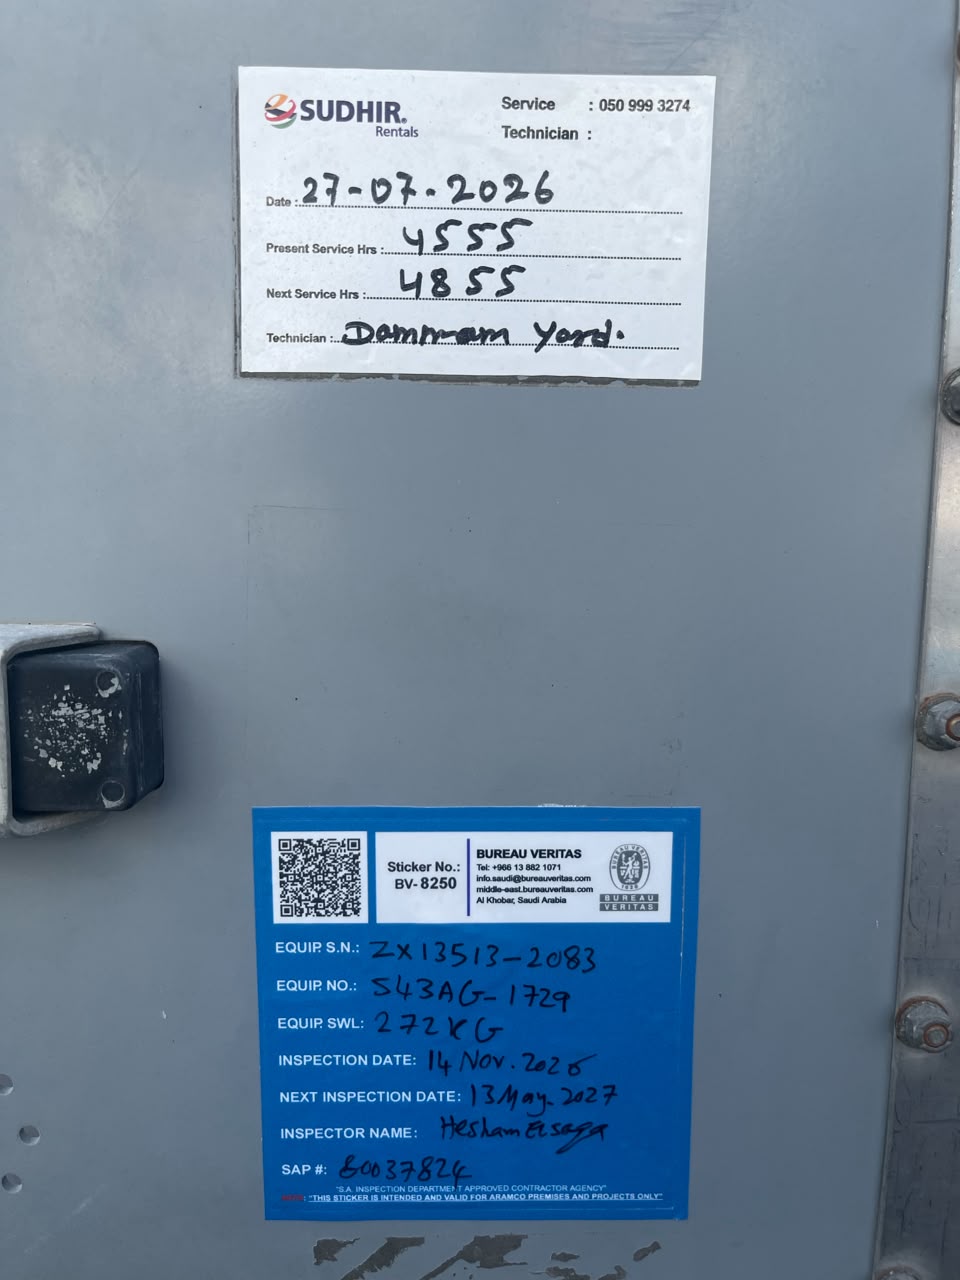 SUDHIR.
Rentals
Service : 050 999 3274
Technician :
Date : 27-07-2026
Present Service Hrs : 4555
Next Service Hrs : 4855
Technician : Dammam Yard.
Sticker No.:
BV-8250
BUREAU VERITAS
Tel: +966 13 882 1071
info.saudi@bureauveritas.com
middle-east.bureauveritas.com
Al Khobar, Saudi Arabia
BUREAU VERITAS
1828
BUREAU
VERITAS
EQUIP. S.N.: ZX13513-2083
EQUIP. NO.: S43AG-1729
EQUIP. SWL: 272KG
INSPECTION DATE: 14 Nov. 2026
NEXT INSPECTION DATE: 13 May. 2027
INSPECTOR NAME: Hesham
SAP #: 80037824
"S.A. INSPECTION DEPARTMENT APPROVED CONTRACTOR AGENCY"
"THIS STICKER IS INTENDED AND VALID FOR ARAMCO PREMISES AND PROJECTS ONLY"